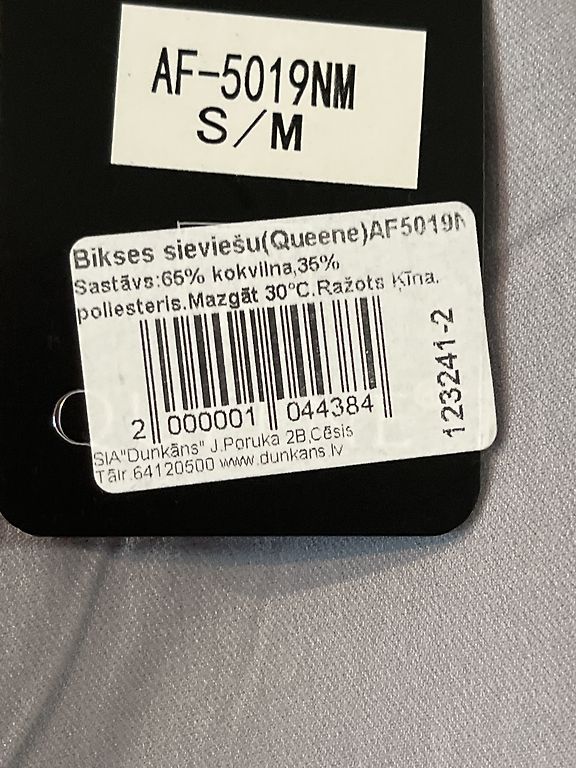 AF-5019NM
S/M
Bikses sieviešu(Queene)AF5019N
Sastāvs:65% kokvilna,35%
poliesteris.Mazgāt 30°C.Ražots Ķīna.
2 000001 044384
123241-2
SIA"Dunkāns" J.Poruka 2B,Cēsis
Tālr.64120500 www.dunkans.lv